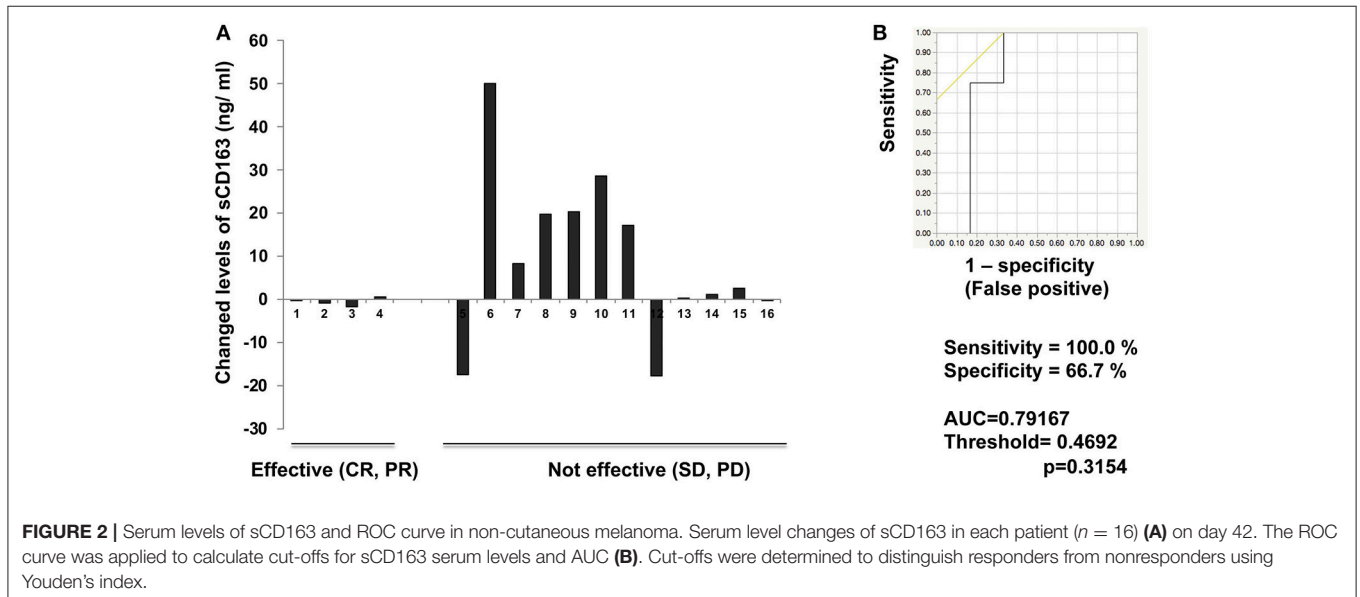 A
60
50
40
30
20
10
0
-10
-20
-30
Changed levels of sCD163 (ng/ ml)
1 2 3 4 5 6 7 8 9 10 11 12 13 14 15 16
Effective (CR, PR) Not effective (SD, PD)
B
1.00
0.90
0.80
0.70
0.60
0.50
0.40
0.30
0.20
0.10
0.00
Sensitivity
0.00 0.10 0.20 0.30 0.40 0.50 0.60 0.70 0.80 0.90 1.00
1 – specificity
(False positive)
Sensitivity = 100.0 %
Specificity = 66.7 %
AUC=0.79167
Threshold= 0.4692
p=0.3154
FIGURE 2 | Serum levels of sCD163 and ROC curve in non-cutaneous melanoma. Serum level changes of sCD163 in each patient (n = 16) (A) on day 42. The ROC
curve was applied to calculate cut-offs for sCD163 serum levels and AUC (B). Cut-offs were determined to distinguish responders from nonresponders using
Youden's index.